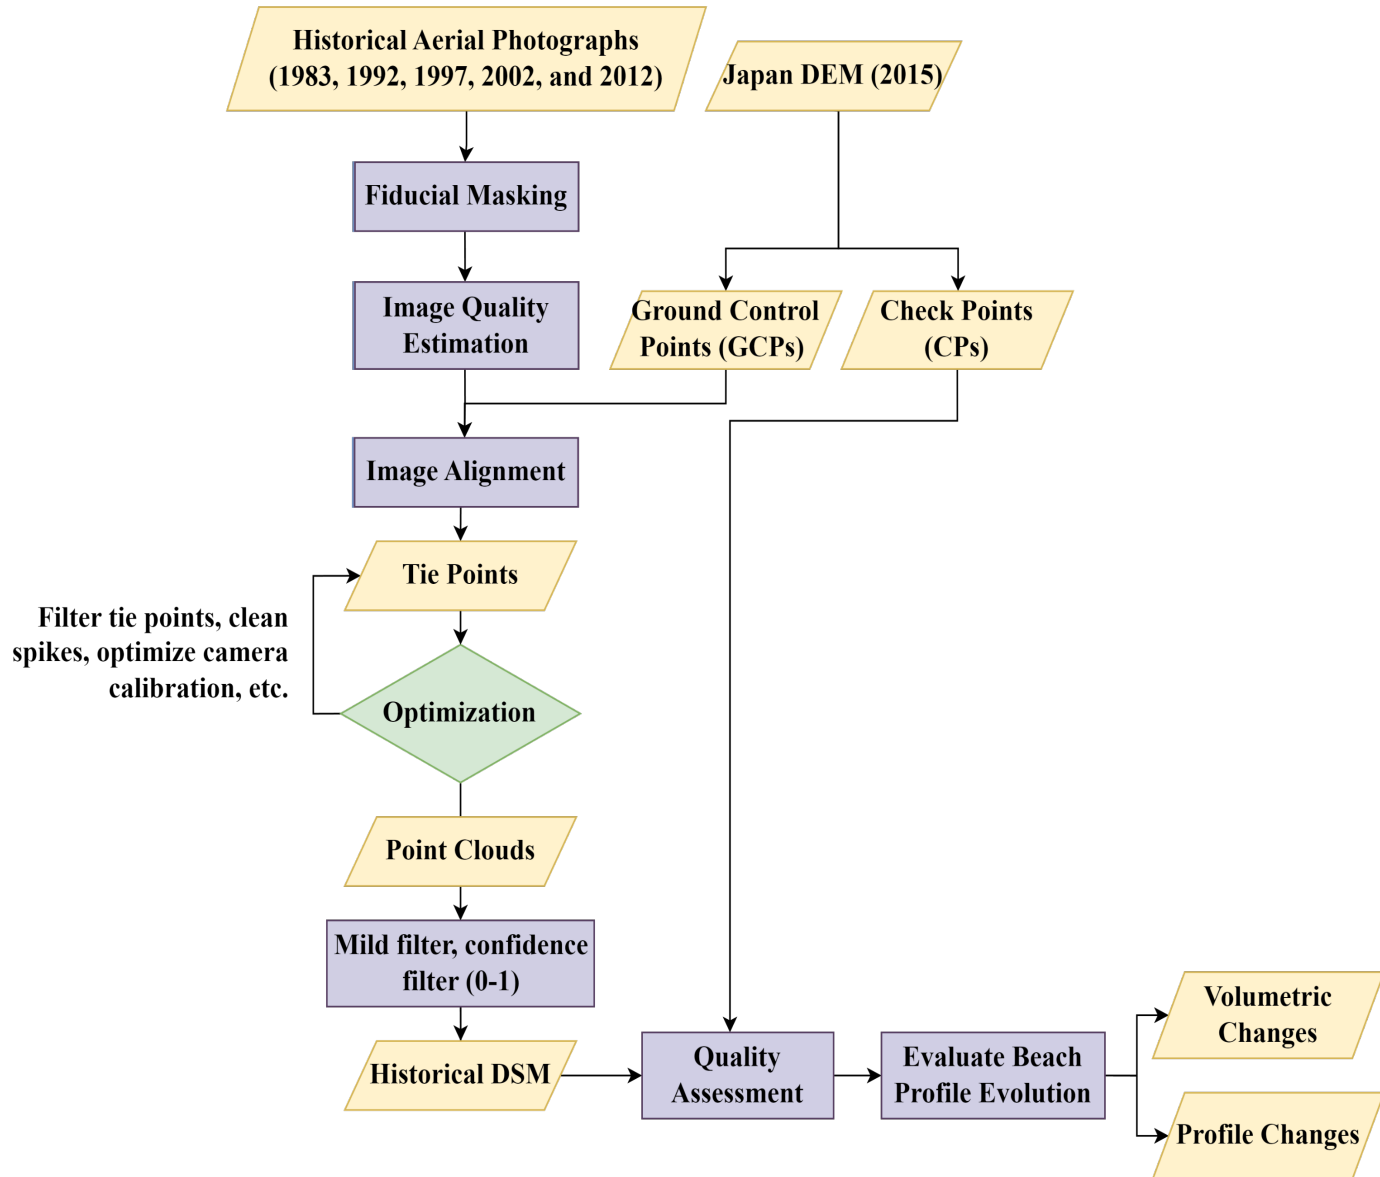 Historical Aerial Photographs
(1983, 1992, 1997, 2002, and 2012)
Japan DEM (2015)
Fiducial Masking
Image Quality
Estimation
Ground Control
Points (GCPs)
Check Points
(CPs)
Image Alignment
Tie Points
Filter tie points, clean
spikes, optimize camera
calibration, etc.
Optimization
Point Clouds
Mild filter, confidence
filter (0-1)
Historical DSM
Quality
Assessment
Evaluate Beach
Profile Evolution
Volumetric
Changes
Profile Changes